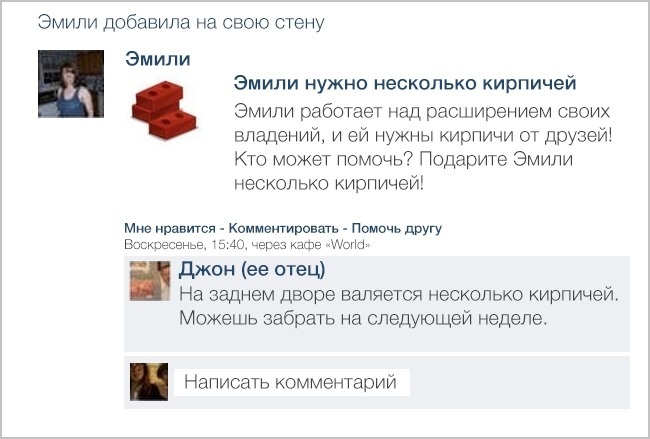 Эмили добавила на свою стену
Эмили
Эмили нужно несколько кирпичей
Эмили работает над расширением своих
владений, и ей нужны кирпичи от друзей!
Кто может помочь? Подарите Эмили
несколько кирпичей!
Мне нравится - Комментировать - Помочь другу
Воскресенье, 15:40, через кафе «World»
Джон (ее отец)
На заднем дворе валяется несколько кирпичей.
Можешь забрать на следующей неделе.
Написать комментарий